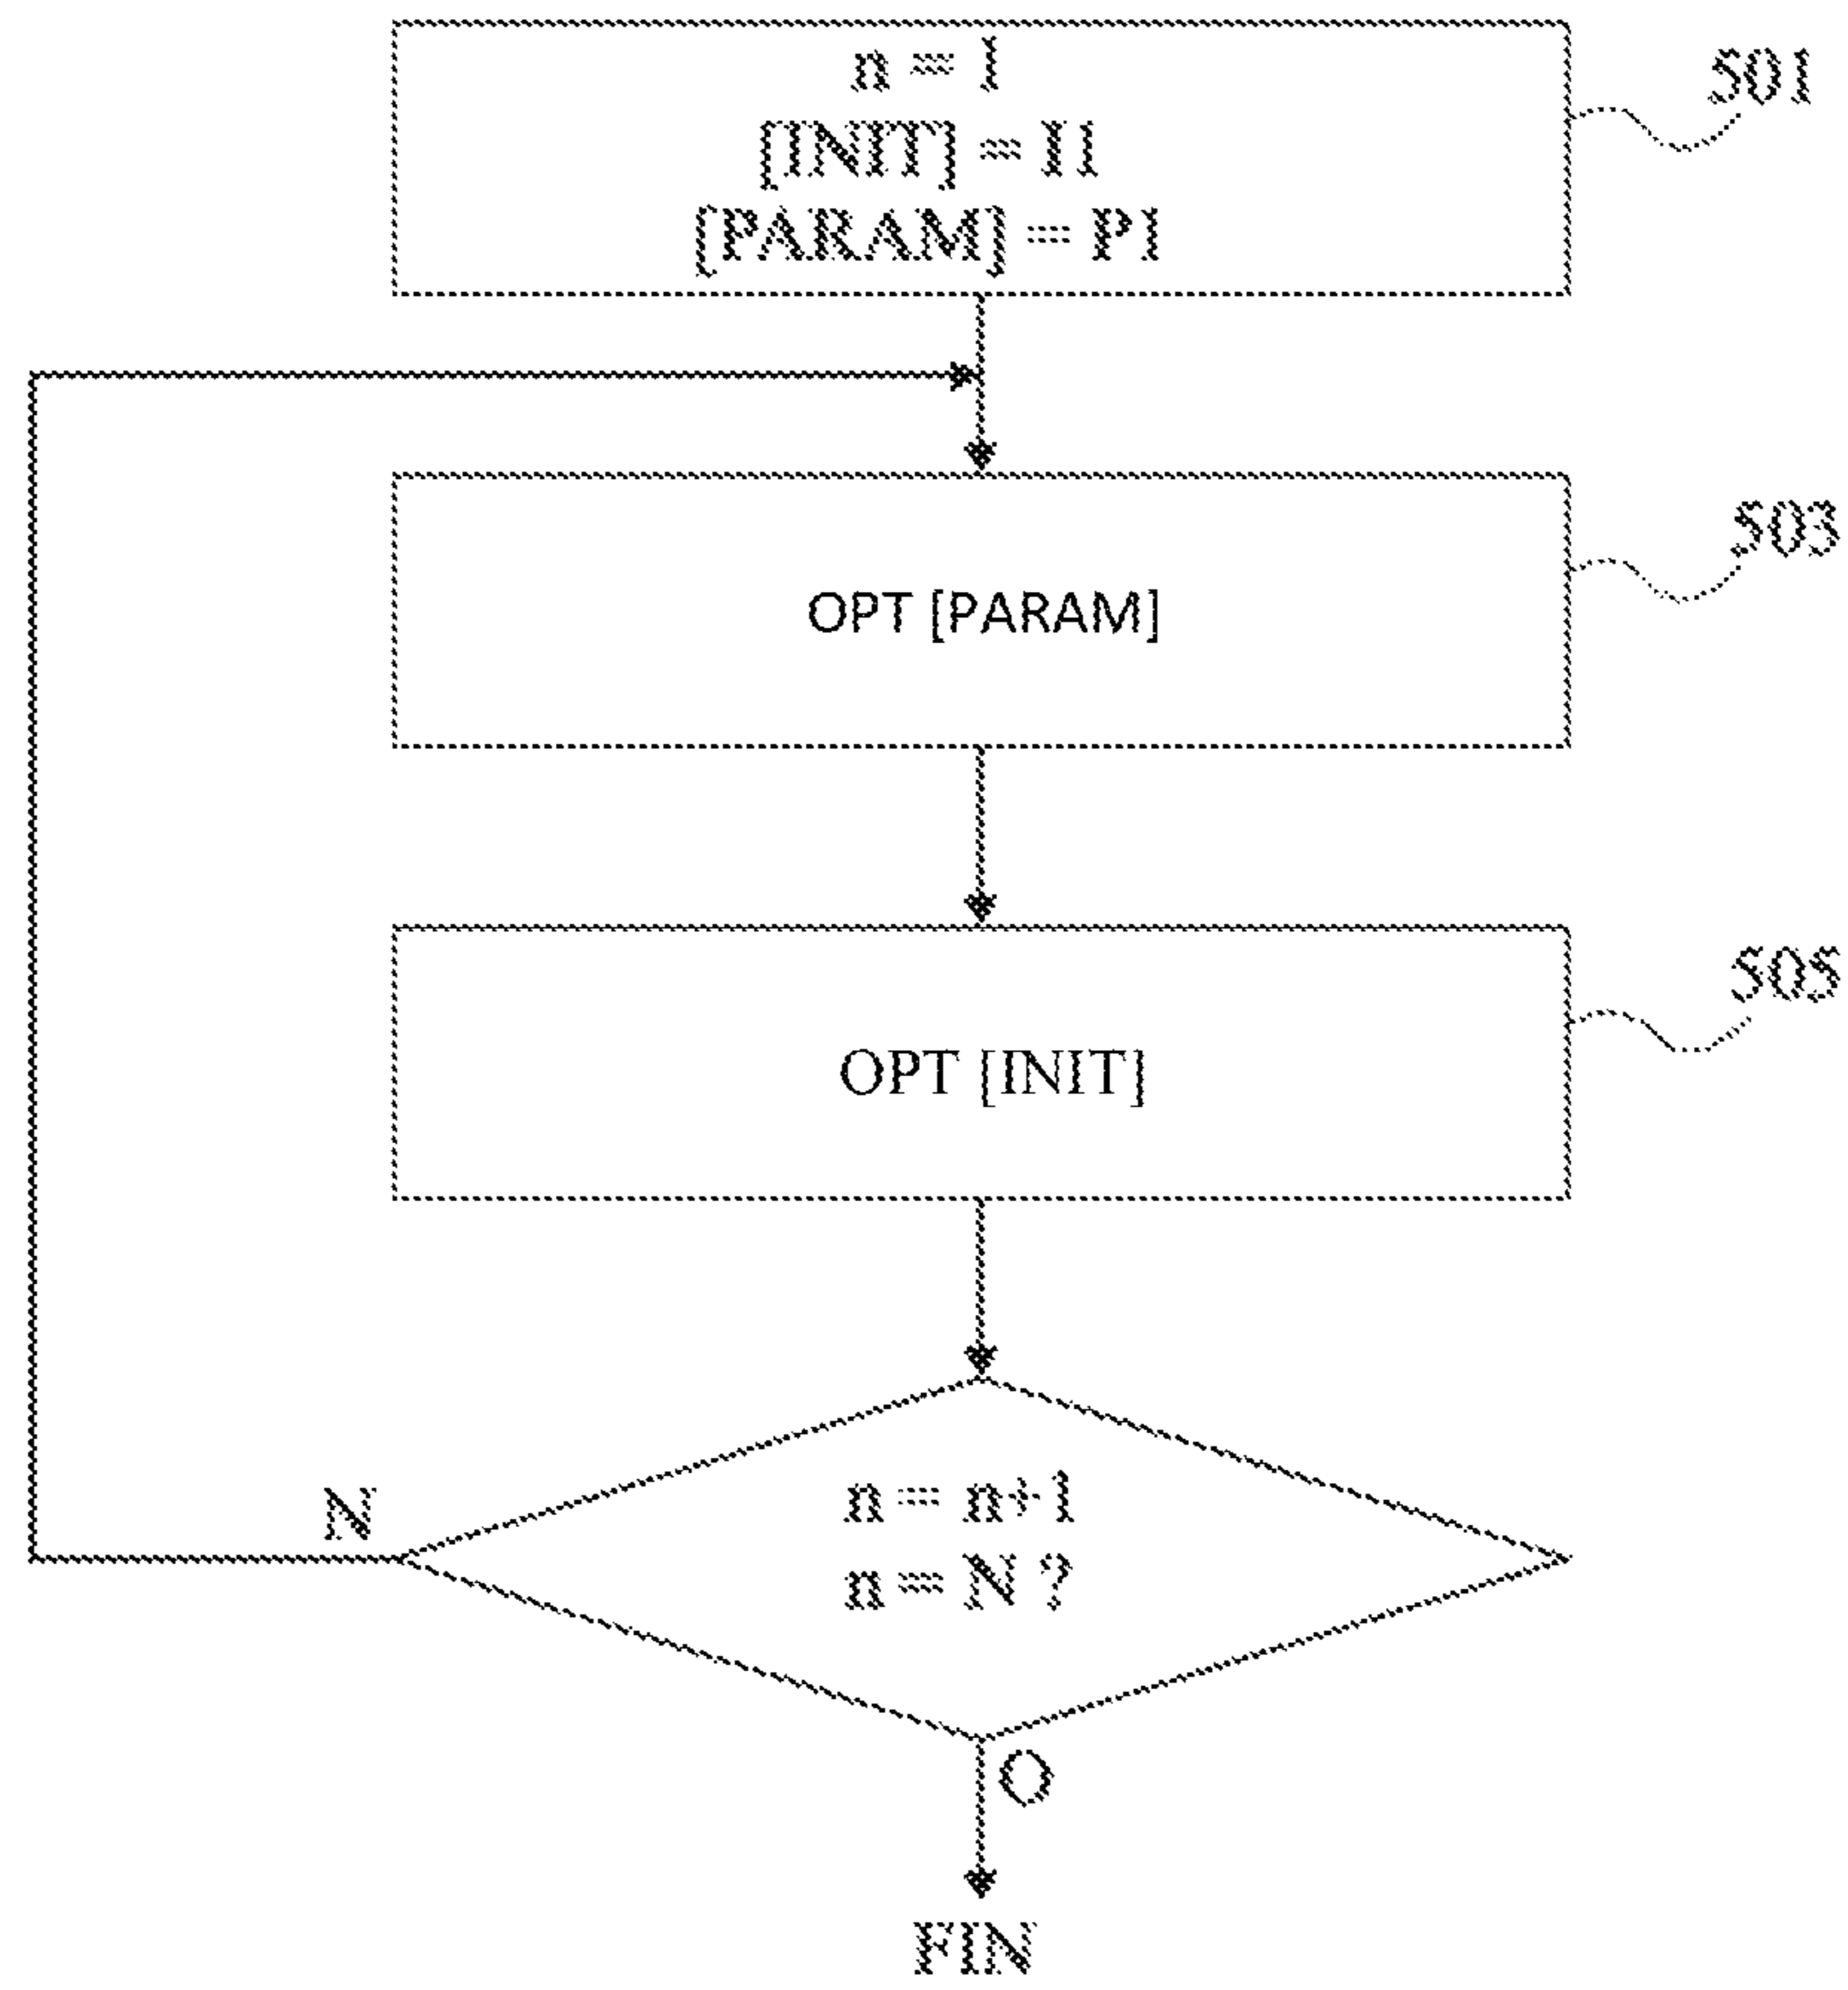 n = 1
[INIT] = I1
[PARAM] = P1
501
503
OPT [PARAM]
505
OPT [INIT]
N
n = n+1
n = N ?
O
FIN